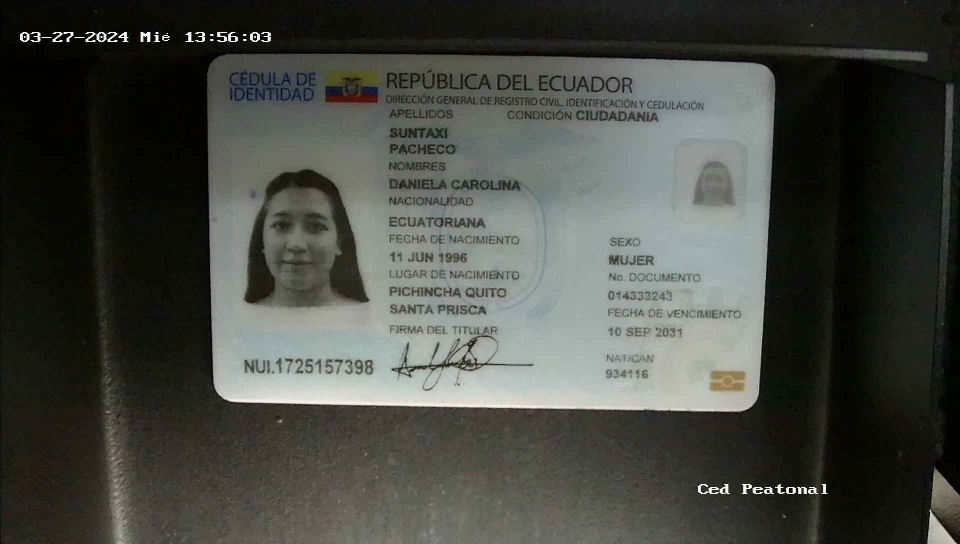 03-27-2024 Mié 13:56:03
CÉDULA DE
IDENTIDAD
REPÚBLICA DEL ECUADOR
DIRECCIÓN GENERAL DE REGISTRO CIVIL, IDENTIFICACIÓN Y CEDULACIÓN
APELLIDOS
CONDICIÓN CIUDADANIA
SUNTAXI
PACHECO
NOMBRES
DANIELA CAROLINA
NACIONALIDAD
ECUATORIANA
FECHA DE NACIMIENTO
11 JUN 1996
LUGAR DE NACIMIENTO
PICHINCHA QUITO
SANTA PRISCA
FIRMA DEL TITULAR
SEXO
MUJER
No. DOCUMENTO
014333243
FECHA DE VENCIMIENTO
10 SEP 2031
NAT/CAN
934116
NUI.1725157398
Ced Peatonal